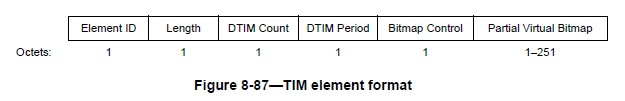 Element ID Length DTIM Count DTIM Period Bitmap Control Partial Virtual Bitmap
Octets: 1 1 1 1 1 1–251
Figure 8-87—TIM element format